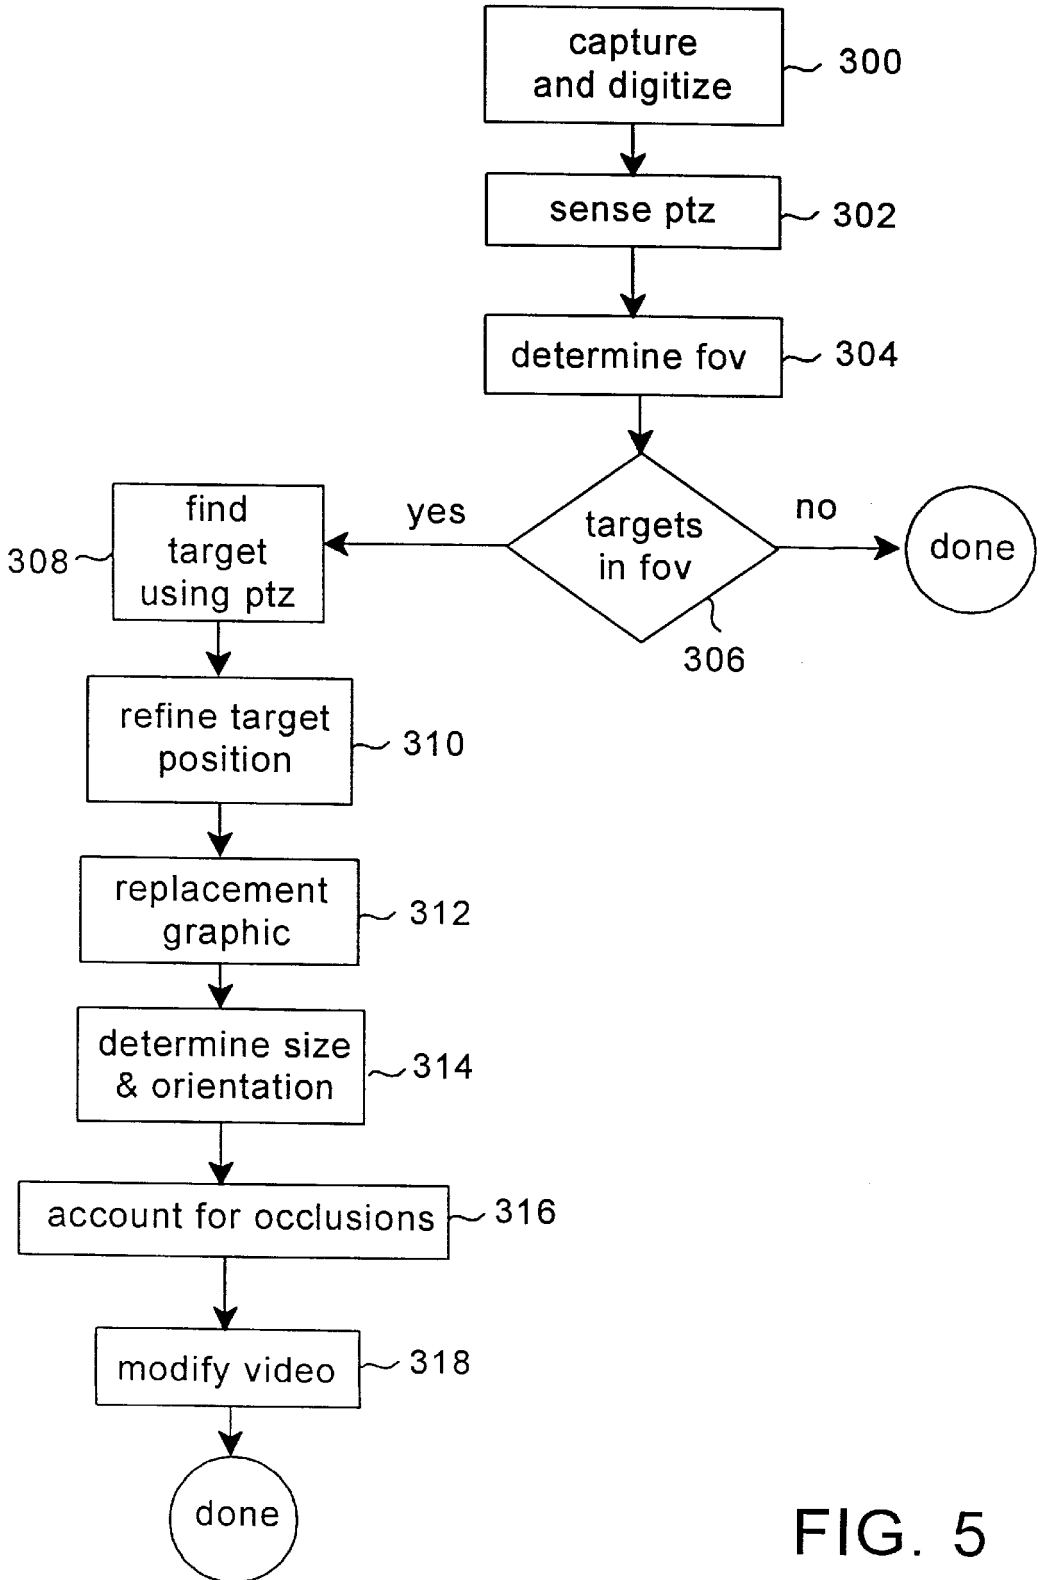 capture
and digitize
300
sense ptz
302
determine fov
304
targets
in fov
306
yes
no
done
find
target
using ptz
308
refine target
position
310
replacement
graphic
312
determine size
& orientation
314
account for occlusions
316
modify video
318
done
FIG. 5